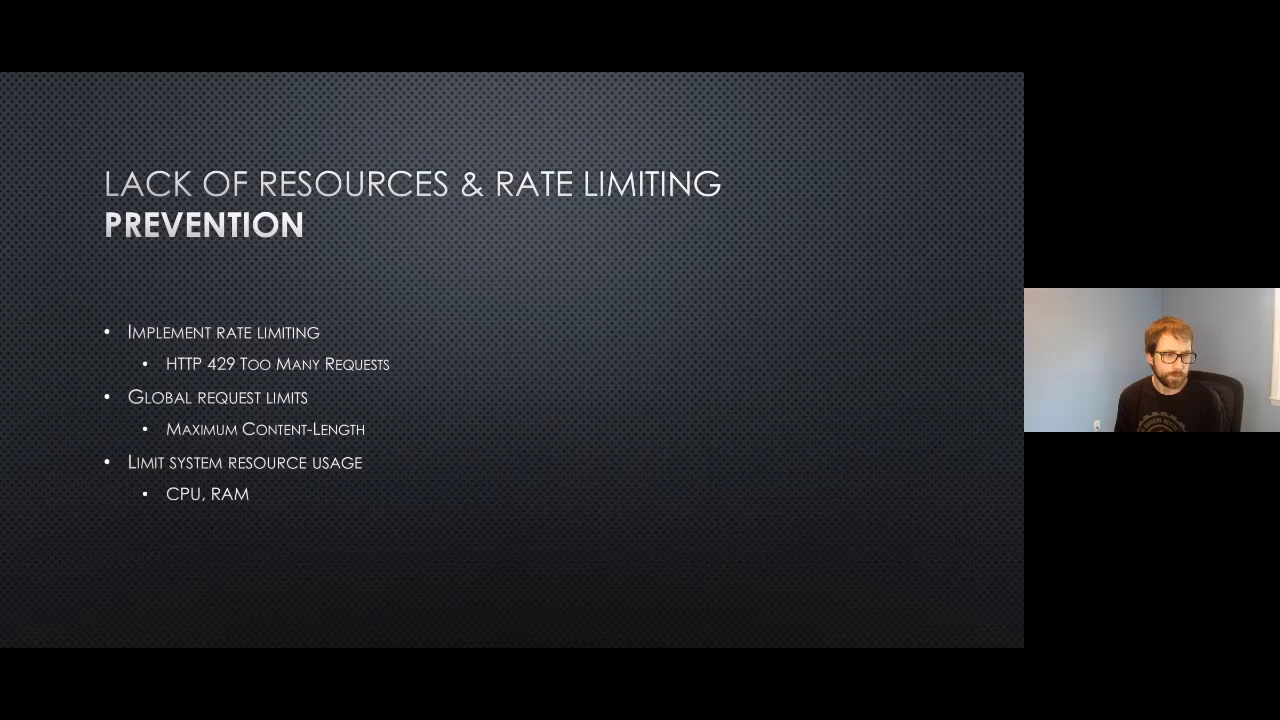 LACK OF RESOURCES & RATE LIMITING
PREVENTION
• IMPLEMENT RATE LIMITING
• HTTP 429 TOO MANY REQUESTS
• GLOBAL REQUEST LIMITS
• MAXIMUM CONTENT-LENGTH
• LIMIT SYSTEM RESOURCE USAGE
• CPU, RAM